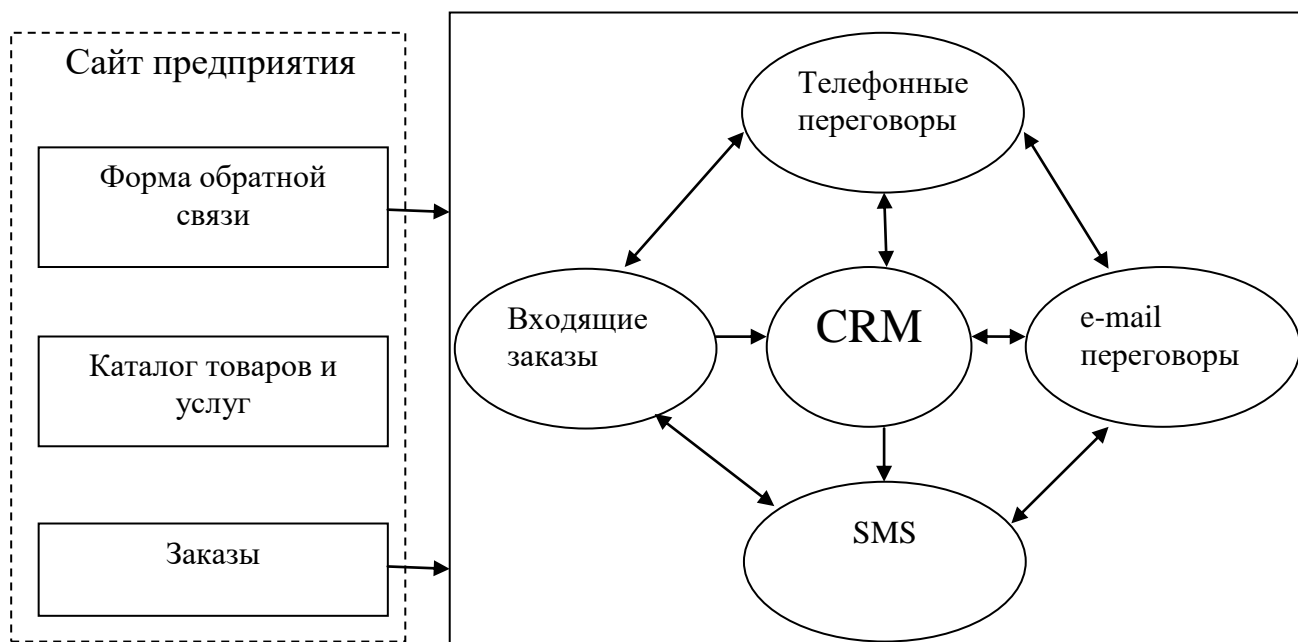 Сайт предприятия
Форма обратной
связи
Каталог товаров и
услуг
Заказы
Телефонные
переговоры
Входящие
заказы
CRM
e-mail
переговоры
SMS